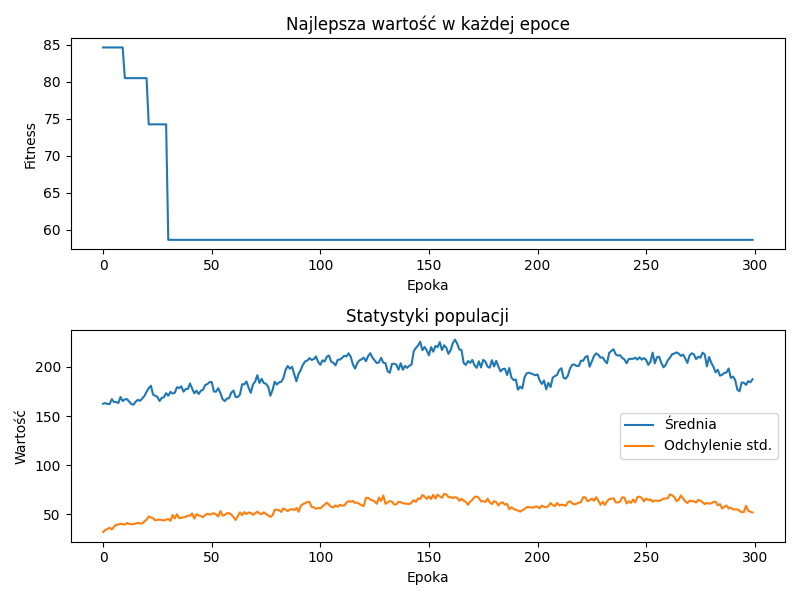 Najlepsza wartość w każdej epoce
85
80
75
70
65
60
Fitness
0 50 100 150 200 250 300
Epoka
Statystyki populacji
200
150
100
50
Wartość
Średnia
Odchylenie std.
0 50 100 150 200 250 300
Epoka